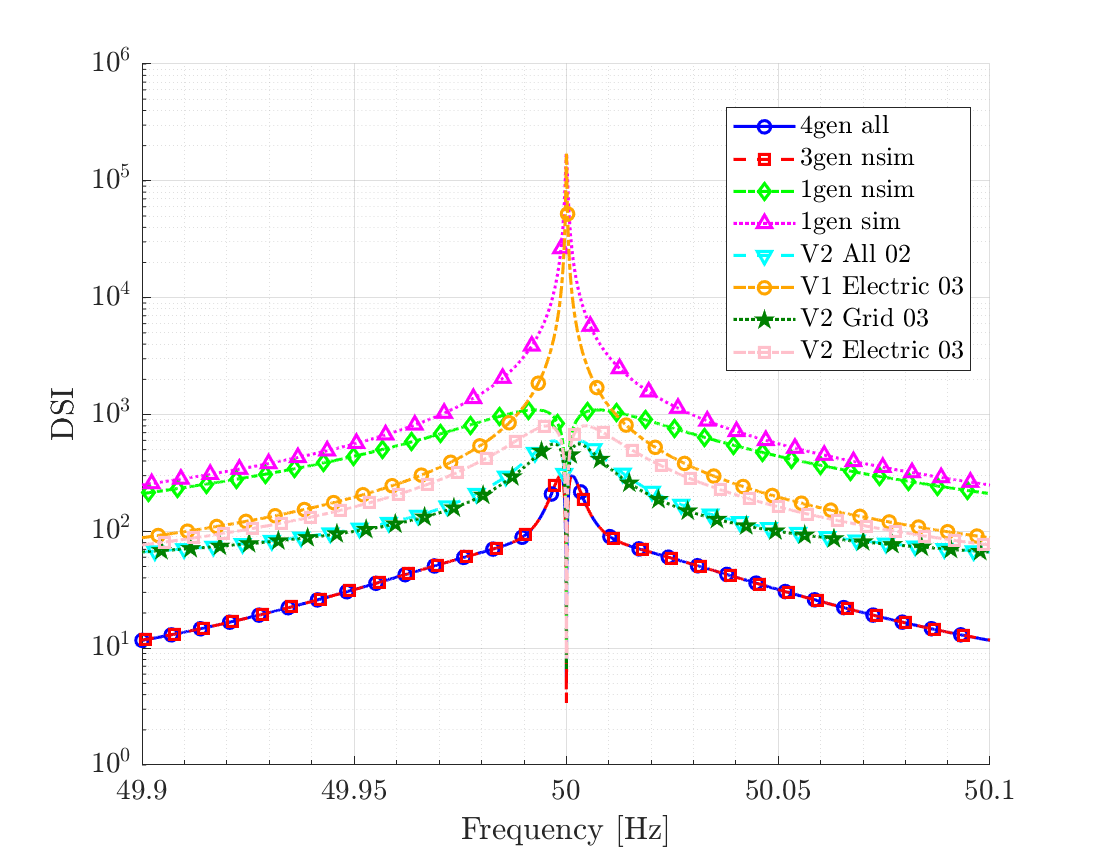 DSI
10^6
10^5
10^4
10^3
10^2
10^1
10^0
4gen all
3gen nsim
1gen nsim
1gen sim
V2 All 02
V1 Electric 03
V2 Grid 03
V2 Electric 03
49.9 49.95 50 50.05 50.1
Frequency [Hz]